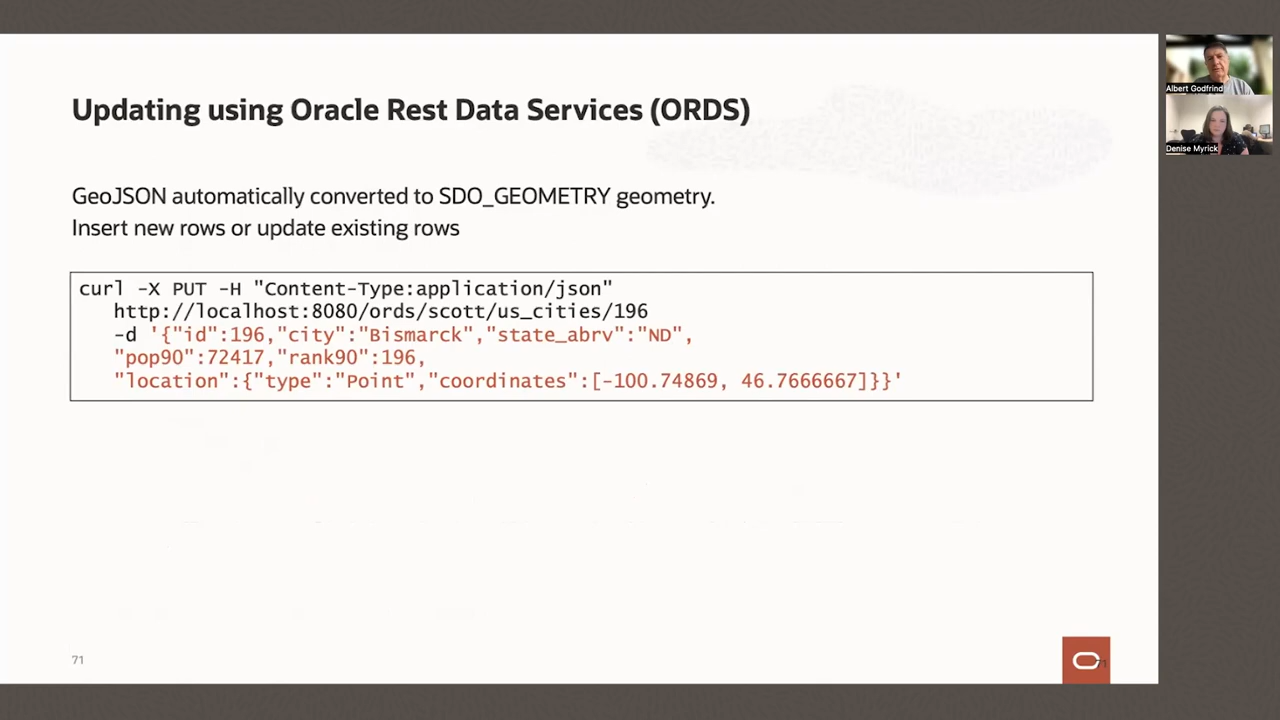 Updating using Oracle Rest Data Services (ORDS)
GeoJSON automatically converted to SDO_GEOMETRY geometry.
Insert new rows or update existing rows
curl -X PUT -H "Content-Type:application/json"
http://localhost:8080/ords/scott/us_cities/196
-d '{"id":196,"city":"Bismarck","state_abrv":"ND",
"pop90":72417,"rank90":196,
"location":{"type":"Point","coordinates":[-100.74869, 46.7666667]}}'
71
71
Albert Godfrind
Denise Myrick